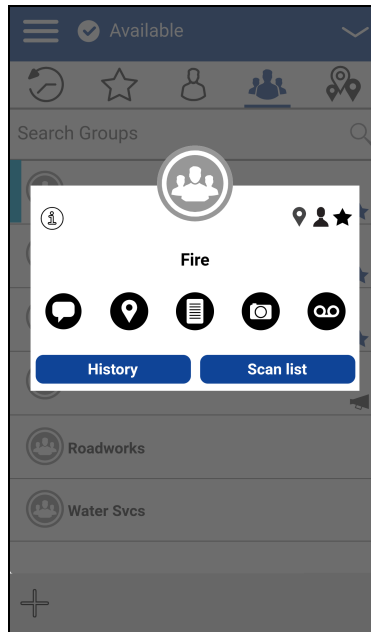 Available
Search Groups
Fire
History
Scan list
Roadworks
Water Svcs